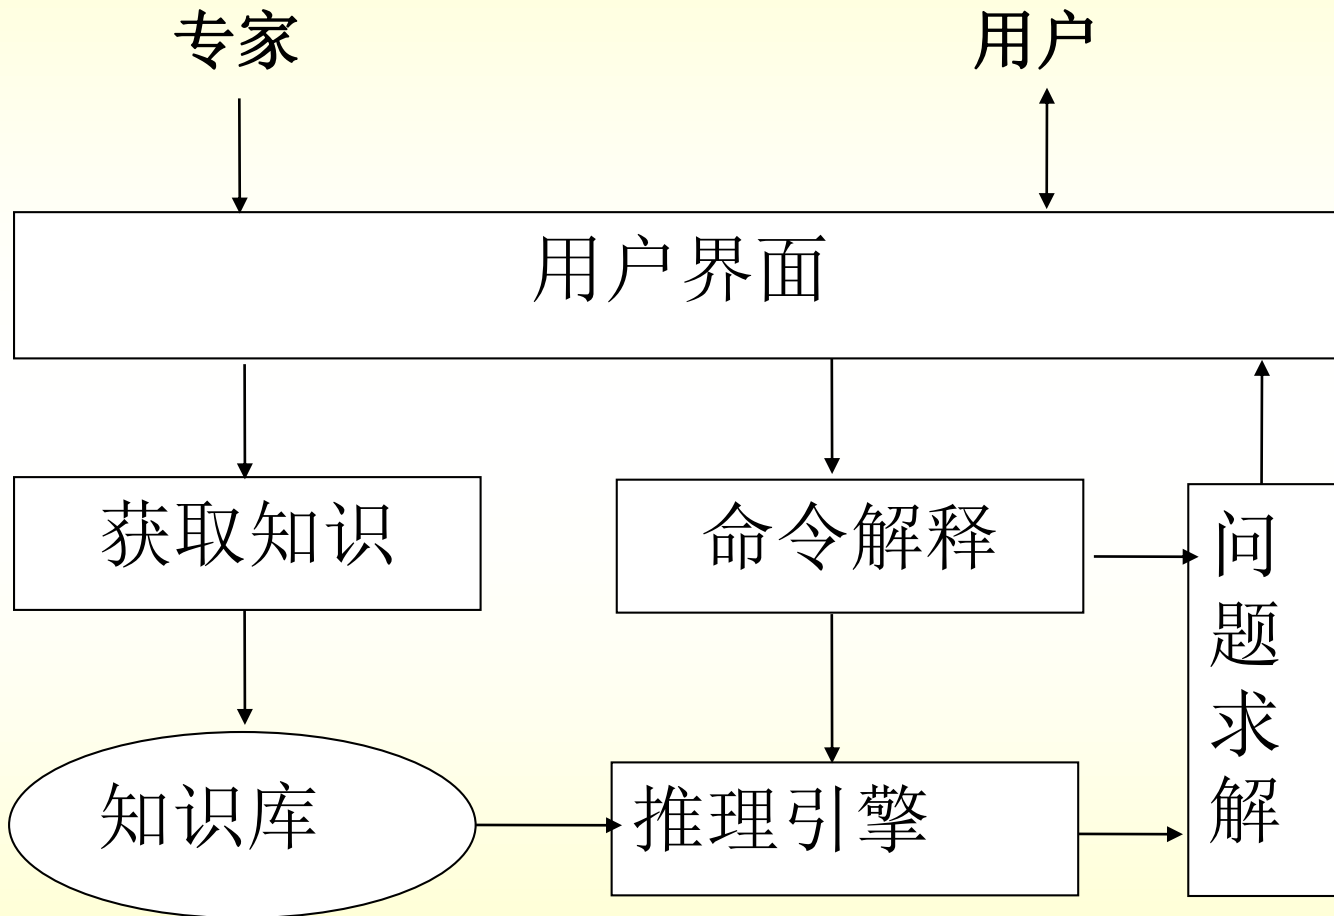 专家
用户
用户界面
获取知识
命令解释
问题求解
知识库
推理引擎